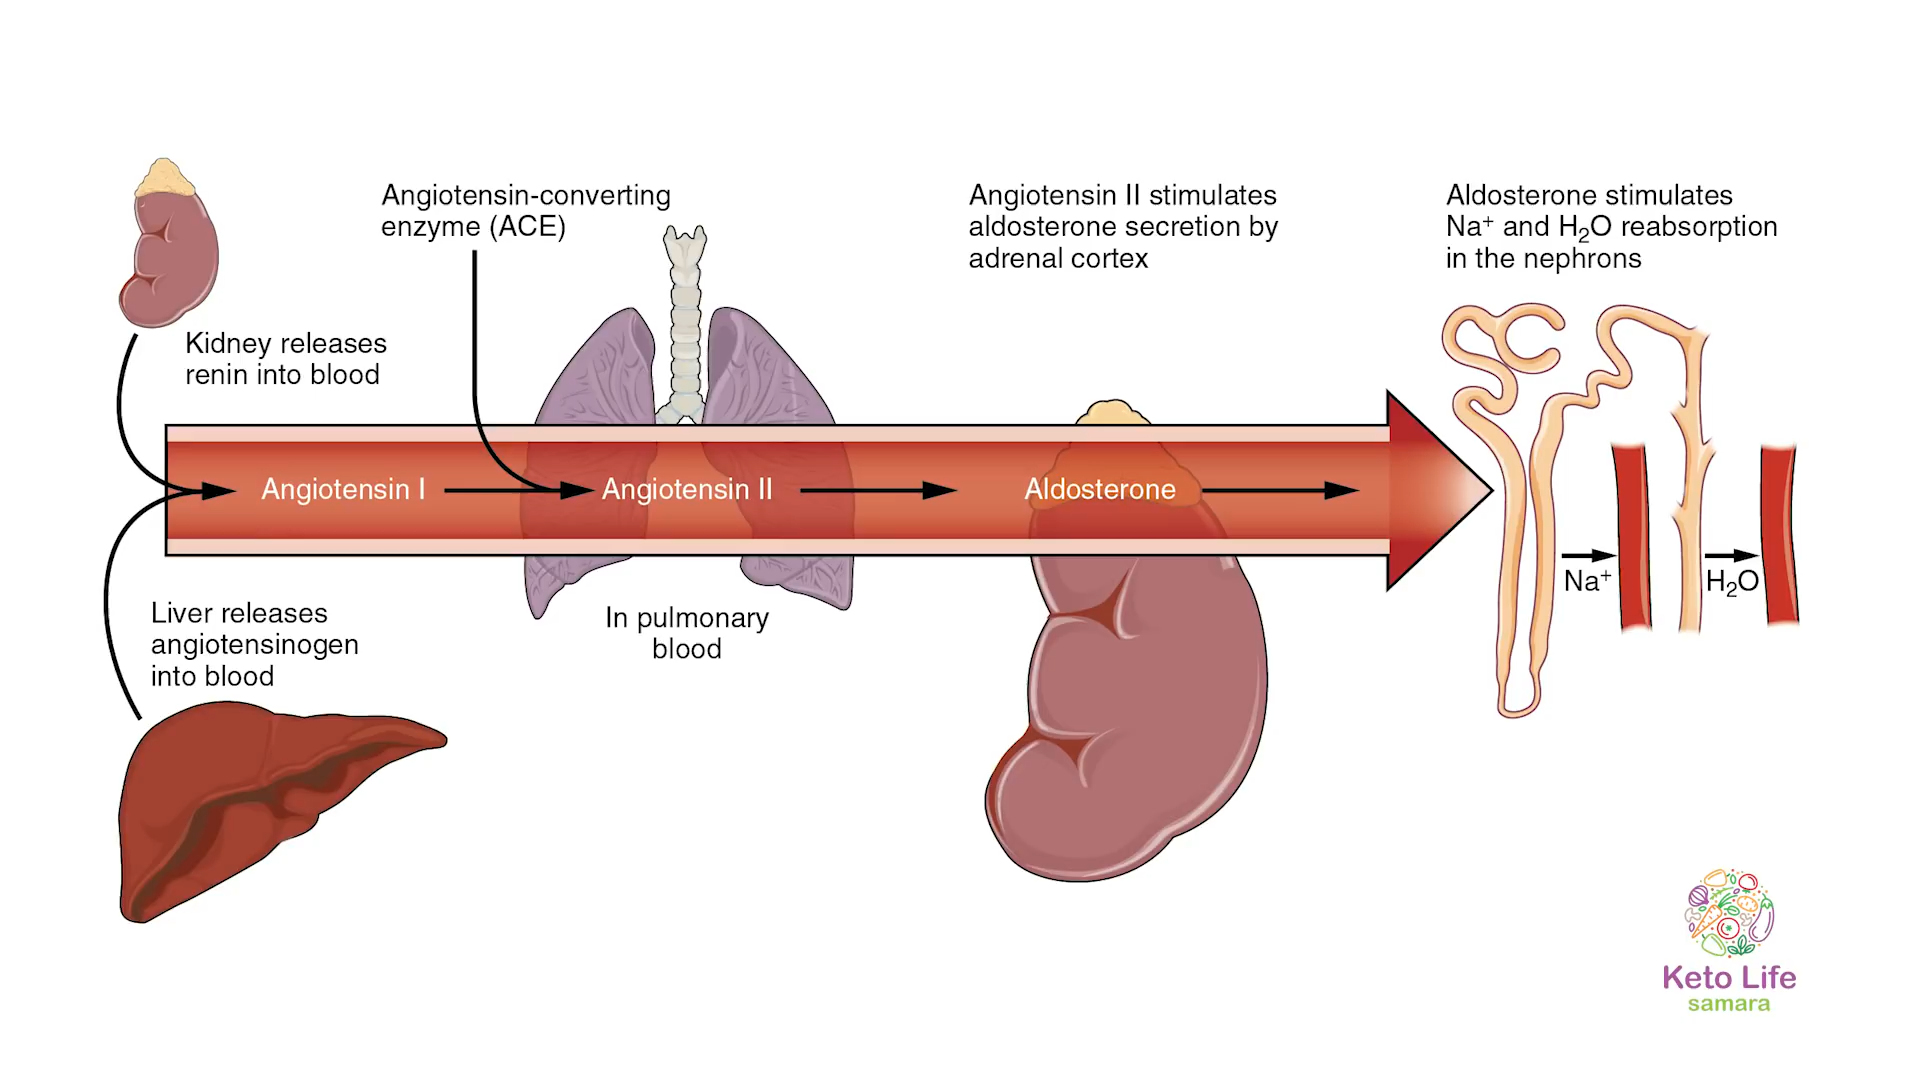 Kidney releases
renin into blood
Liver releases
angiotensinogen
into blood
Angiotensin-converting
enzyme (ACE)
Angiotensin I
Angiotensin II
In pulmonary
blood
Angiotensin II stimulates
aldosterone secretion by
adrenal cortex
Aldosterone
Aldosterone stimulates
Na⁺ and H₂O reabsorption
in the nephrons
Na⁺
H₂O
Keto Life
samara